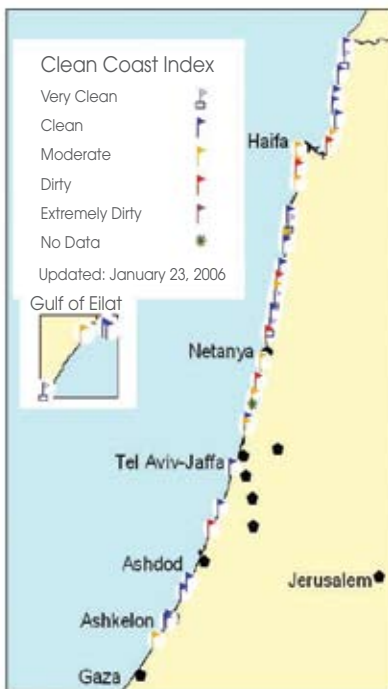 Clean Coast Index
Very Clean
Clean
Moderate
Dirty
Extremely Dirty
No Data
Updated: January 23, 2006
Gulf of Eilat
Haifa
Netanya
Tel Aviv-Jaffa
Ashdod
Jerusalem
Ashkelon
Gaza